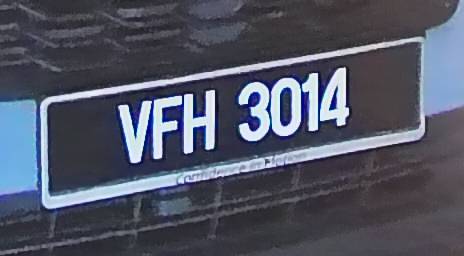 VFH 3014
Confidence in Motion